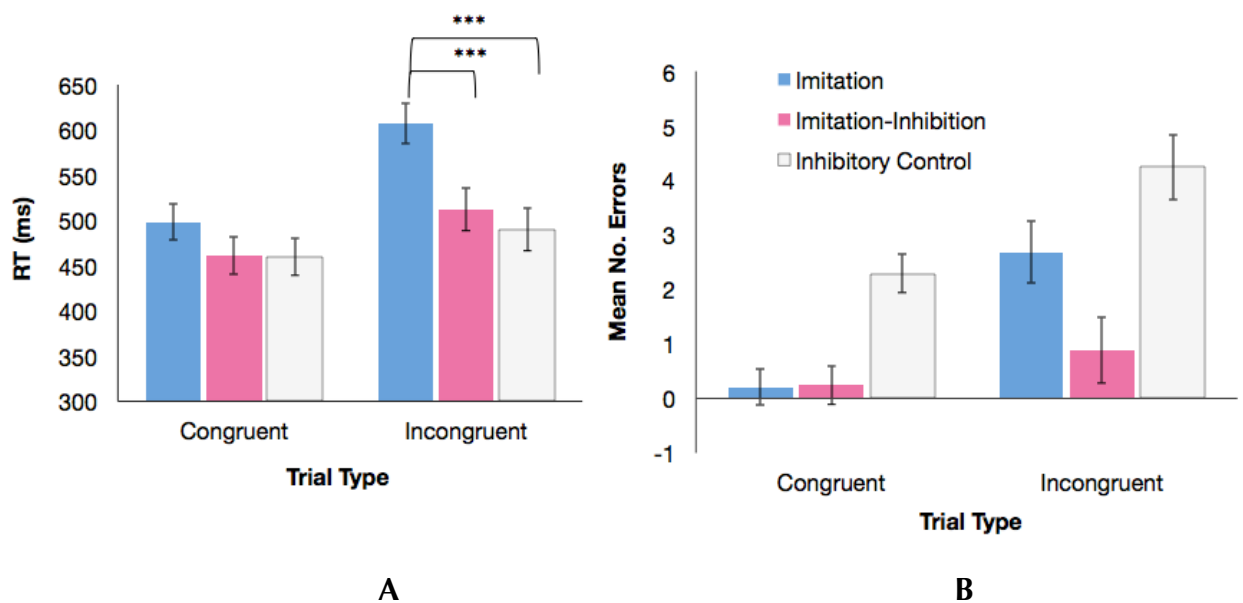 ***
***
650
600
550
500
450
400
350
300
RT (ms)
Congruent Incongruent
Trial Type
A
6
5
4
3
2
1
0
-1
Mean No. Errors
Imitation
Imitation-Inhibition
Inhibitory Control
Congruent Incongruent
Trial Type
B